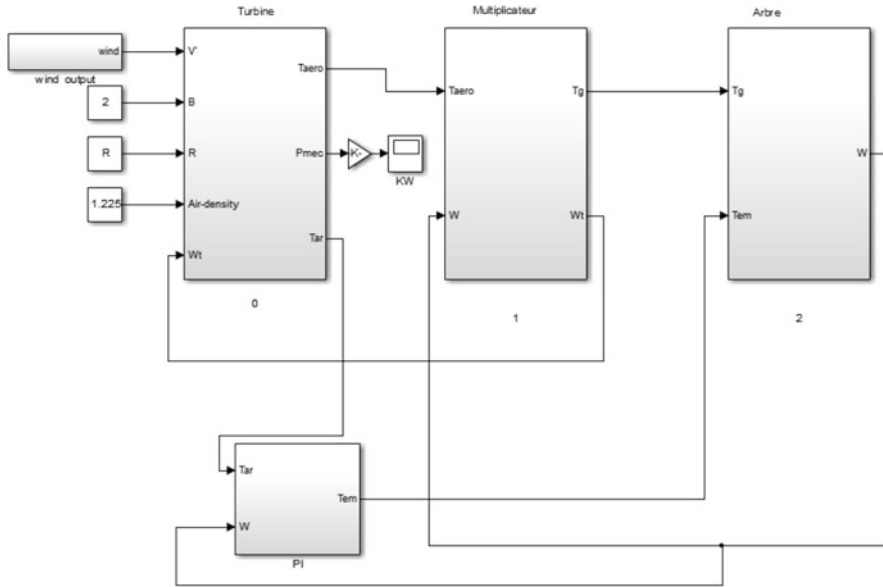 Turbine
Multiplicateur
Arbre
wind
wind output
V'
2
B
R
R
1.225
Air-density
Wt
Taero
Pmec
Tar
-K-
KW
Taero
Tg
W
Wt
Tg
W
Tem
0
1
2
Tar
Tem
W
PI